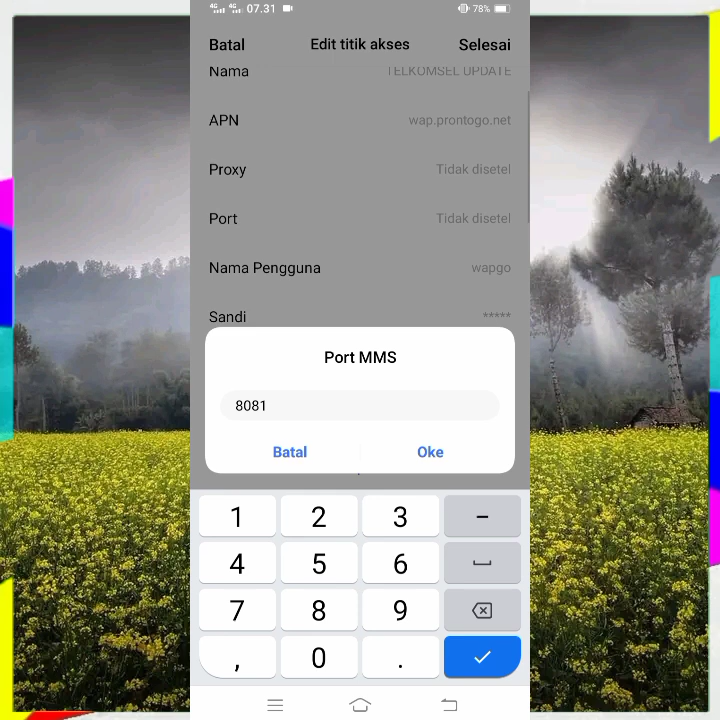 4G 4G 07.31 78%
Batal Edit titik akses Selesai
Nama TELKOMSEL UPDATE
APN wap.prontogo.net
Proxy Tidak disetel
Port Tidak disetel
Nama Pengguna wapgo
Sandi *****
Port MMS
8081
Batal Oke
1 2 3 -
4 5 6
7 8 9
, 0 .